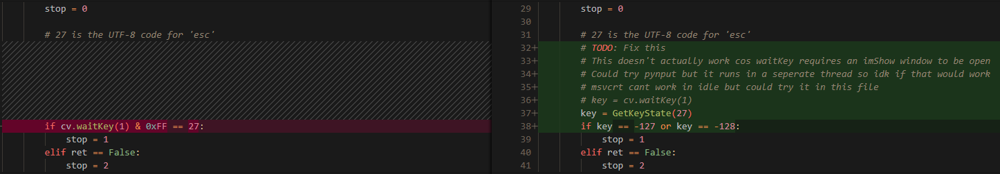 stop = 0
# 27 is the UTF-8 code for 'esc'
if cv.waitKey(1) & 0xFF == 27:
stop = 1
elif ret == False:
stop = 2
29 stop = 0
30
31 # 27 is the UTF-8 code for 'esc'
32+ # TODO: Fix this
33+ # This doesn't actually work cos waitKey requires an imShow window to be open
34+ # Could try pynput but it runs in a seperate thread so idk if that would work
35+ # msvcrt cant work in idle but could try it in this file
36+ # key = cv.waitKey(1)
37+ key = GetKeyState(27)
38+ if key == -127 or key == -128:
39 stop = 1
40 elif ret == False:
41 stop = 2